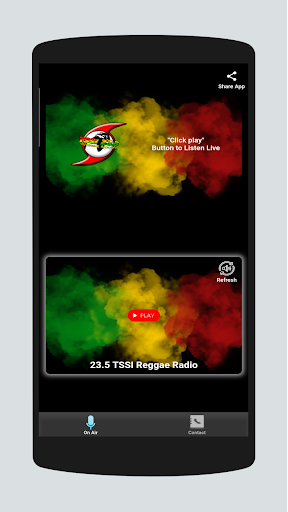 Share App
"Click play"
Button to Listen Live
Refresh
PLAY
23.5 TSSI Reggae Radio
On Air
Contact